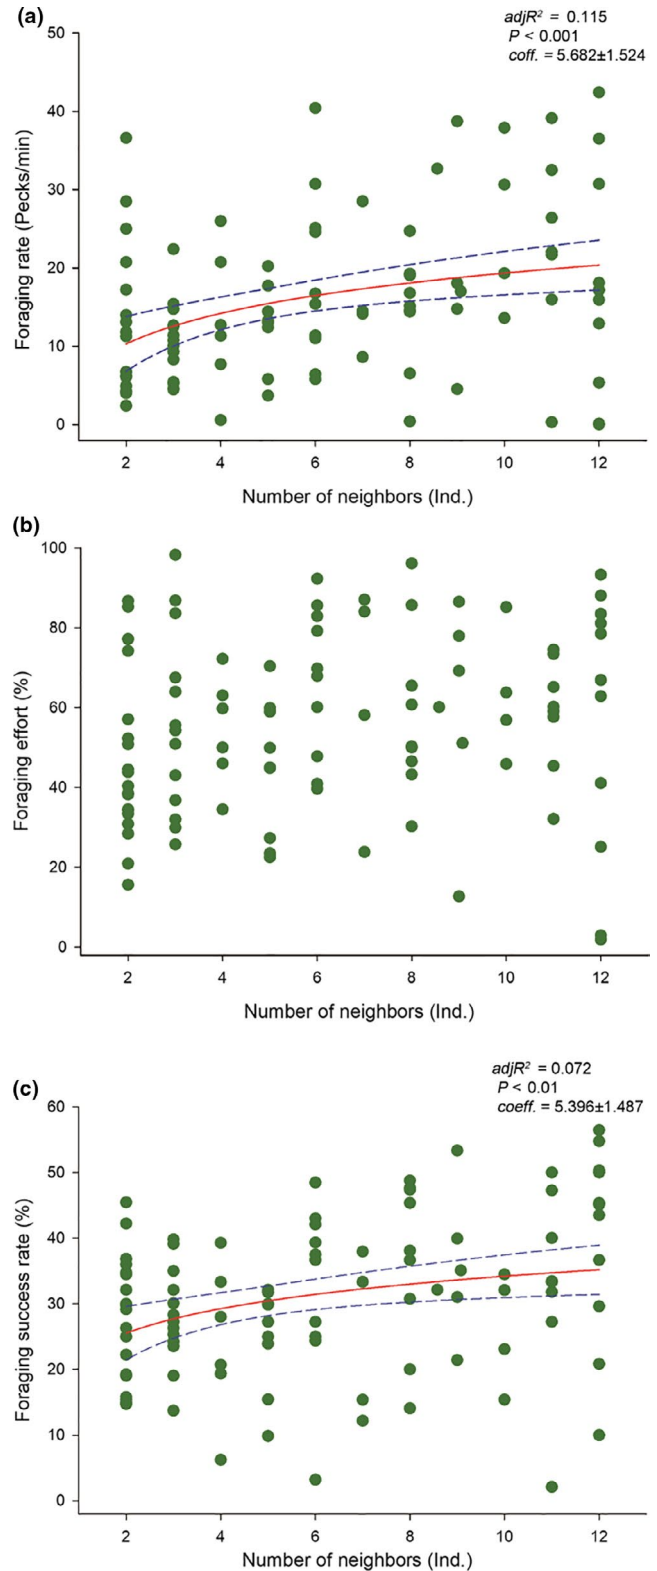 (a)
adjR² = 0.115
P < 0.001
coff. = 5.682±1.524
50
40
30
20
10
0
Foraging rate (Pecks/min)
2 4 6 8 10 12
Number of neighbors (Ind.)
(b)
100
80
60
40
20
0
Foraging effort (%)
2 4 6 8 10 12
Number of neighbors (Ind.)
adjR² = 0.072
P < 0.01
coeff. = 5.396±1.487
(c)
60
50
40
30
20
10
0
Foraging success rate (%)
2 4 6 8 10 12
Number of neighbors (Ind.)